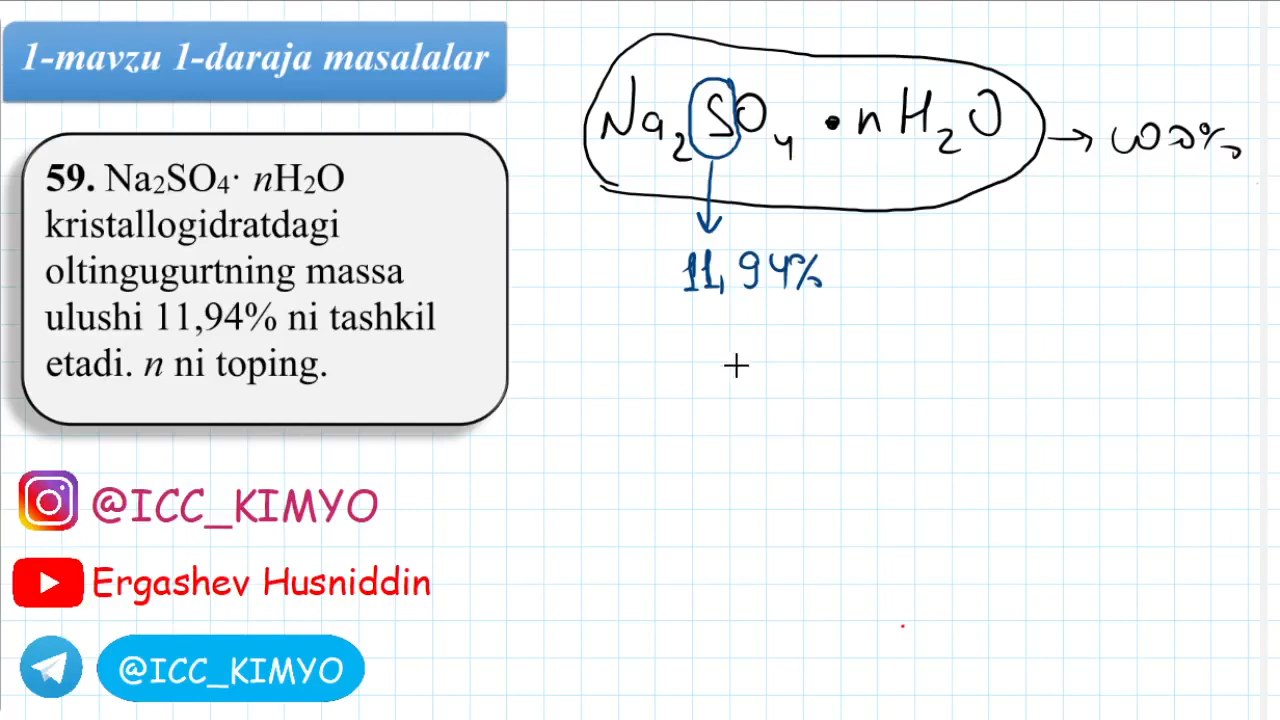 1-mavzu 1-daraja masalalar
59. Na₂SO₄· nH₂O
kristallogidratdagi
oltingugurtning massa
ulushi 11,94% ni tashkil
etadi. n ni toping.
Na₂SO₄ · nH₂O → 100%
11,94%
@ICC_KIMYO
Ergashev Husniddin
@ICC_KIMYO